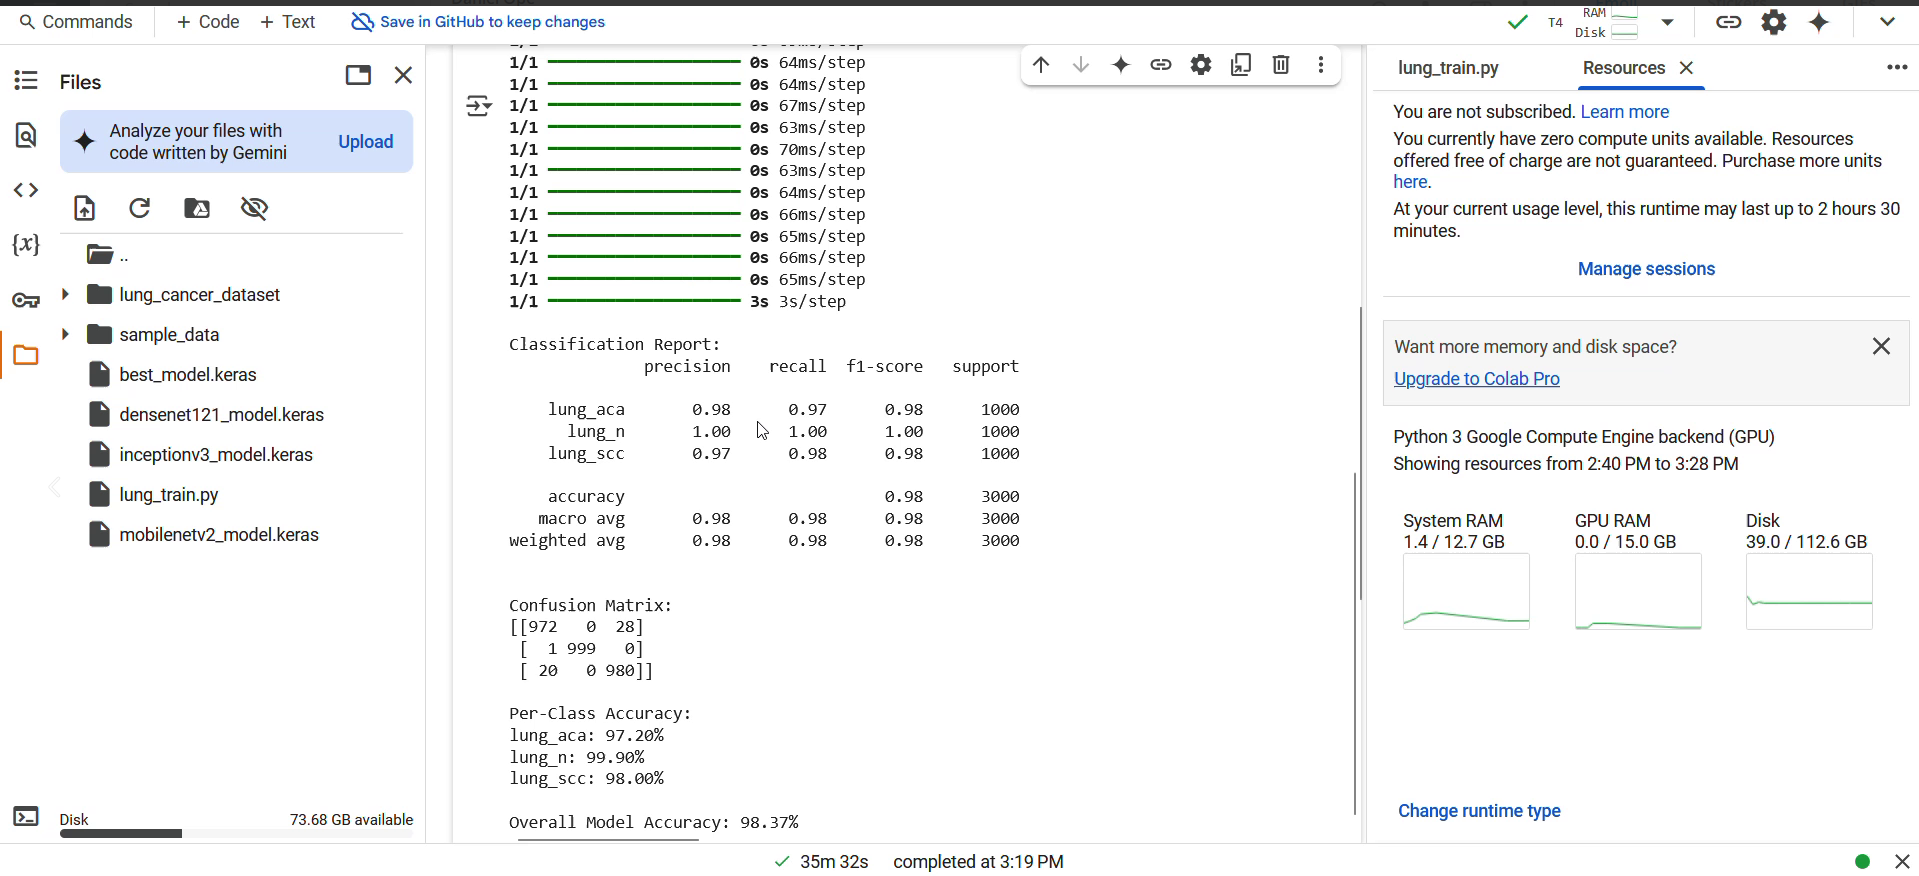 Commands
+ Code + Text
Save in GitHub to keep changes
T4
RAM
Disk
Files
Analyze your files with
code written by Gemini
Upload
..
lung_cancer_dataset
sample_data
best_model.keras
densenet121_model.keras
inceptionv3_model.keras
lung_train.py
mobilenetv2_model.keras
Disk 73.68 GB available
1/1 0s 64ms/step
1/1 0s 64ms/step
1/1 0s 67ms/step
1/1 0s 63ms/step
1/1 0s 70ms/step
1/1 0s 63ms/step
1/1 0s 64ms/step
1/1 0s 66ms/step
1/1 0s 65ms/step
1/1 0s 66ms/step
1/1 0s 65ms/step
1/1 3s 3s/step
Classification Report:
precision recall f1-score support
lung_aca 0.98 0.97 0.98 1000
lung_n 1.00 1.00 1.00 1000
lung_scc 0.97 0.98 0.98 1000
accuracy 0.98 3000
macro avg 0.98 0.98 0.98 3000
weighted avg 0.98 0.98 0.98 3000
Confusion Matrix:
[[972 0 28]
[ 1 999 0]
[ 20 0 980]]
Per-Class Accuracy:
lung_aca: 97.20%
lung_n: 99.90%
lung_scc: 98.00%
Overall Model Accuracy: 98.37%
lung_train.py
Resources
You are not subscribed. Learn more
You currently have zero compute units available. Resources
offered free of charge are not guaranteed. Purchase more units
here.
At your current usage level, this runtime may last up to 2 hours 30
minutes.
Manage sessions
Want more memory and disk space?
Upgrade to Colab Pro
Python 3 Google Compute Engine backend (GPU)
Showing resources from 2:40 PM to 3:28 PM
System RAM
1.4 / 12.7 GB
GPU RAM
0.0 / 15.0 GB
Disk
39.0 / 112.6 GB
Change runtime type
35m 32s completed at 3:19 PM